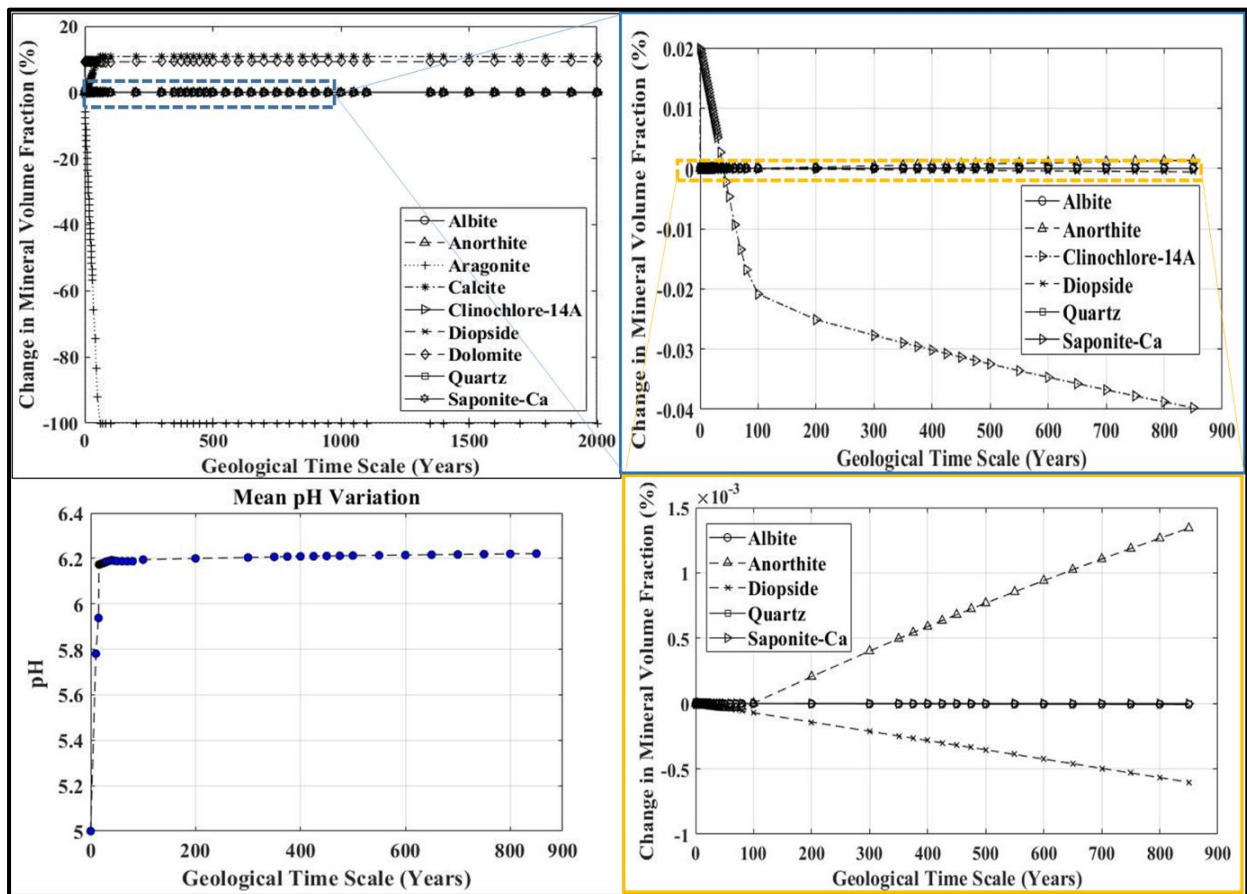 Change in Mineral Volume Fraction (%)
20
0
-20
-40
-60
-80
-100
Albite
Anorthite
Aragonite
Calcite
Clinochlore-14A
Diopside
Dolomite
Quartz
Saponite-Ca
0 500 1000 1500 2000
Geological Time Scale (Years)
Change in Mineral Volume Fraction (%)
0.02
0.01
0
-0.01
-0.02
-0.03
-0.04
Albite
Anorthite
Clinochlore-14A
Diopside
Quartz
Saponite-Ca
0 100 200 300 400 500 600 700 800 900
Geological Time Scale (Years)
Mean pH Variation
pH
6.4
6.2
6
5.8
5.6
5.4
5.2
5
0 200 400 600 800 1000
Geological Time Scale (Years)
Change in Mineral Volume Fraction (%)
×10-3
1.5
1
0.5
0
-0.5
-1
Albite
Anorthite
Diopside
Quartz
Saponite-Ca
0 100 200 300 400 500 600 700 800 900
Geological Time Scale (Years)